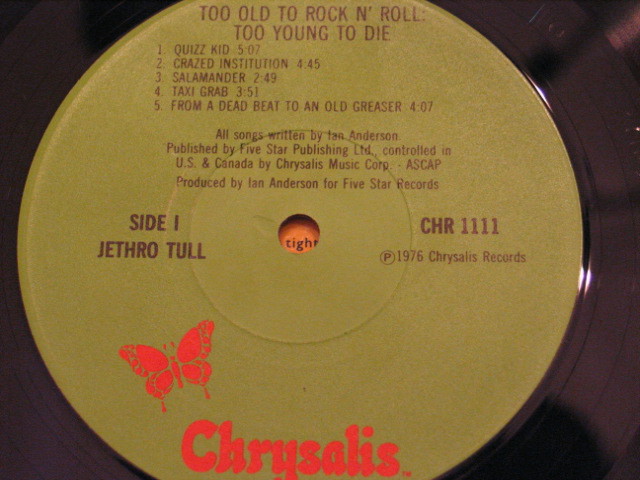 TOO OLD TO ROCK N' ROLL:
TOO YOUNG TO DIE
1. QUIZZ KID 5:07
2. CRAZED INSTITUTION 4:45
3 SALAMANDER 2:49
4. TAXI GRAB 3:51
5. FROM A DEAD BEAT TO AN OLD GREASER 4:07
All songs written by Ian Anderson
Published by Five Star Publishing Ltd., controlled in
U.S. & Canada by Chrysalis Music Corp. - ASCAP
Produced by Ian Anderson for Five Star Records
SIDE I
JETHRO TULL
tight
CHR 1111
℗1976 Chrysalis Records
Chrysalis™